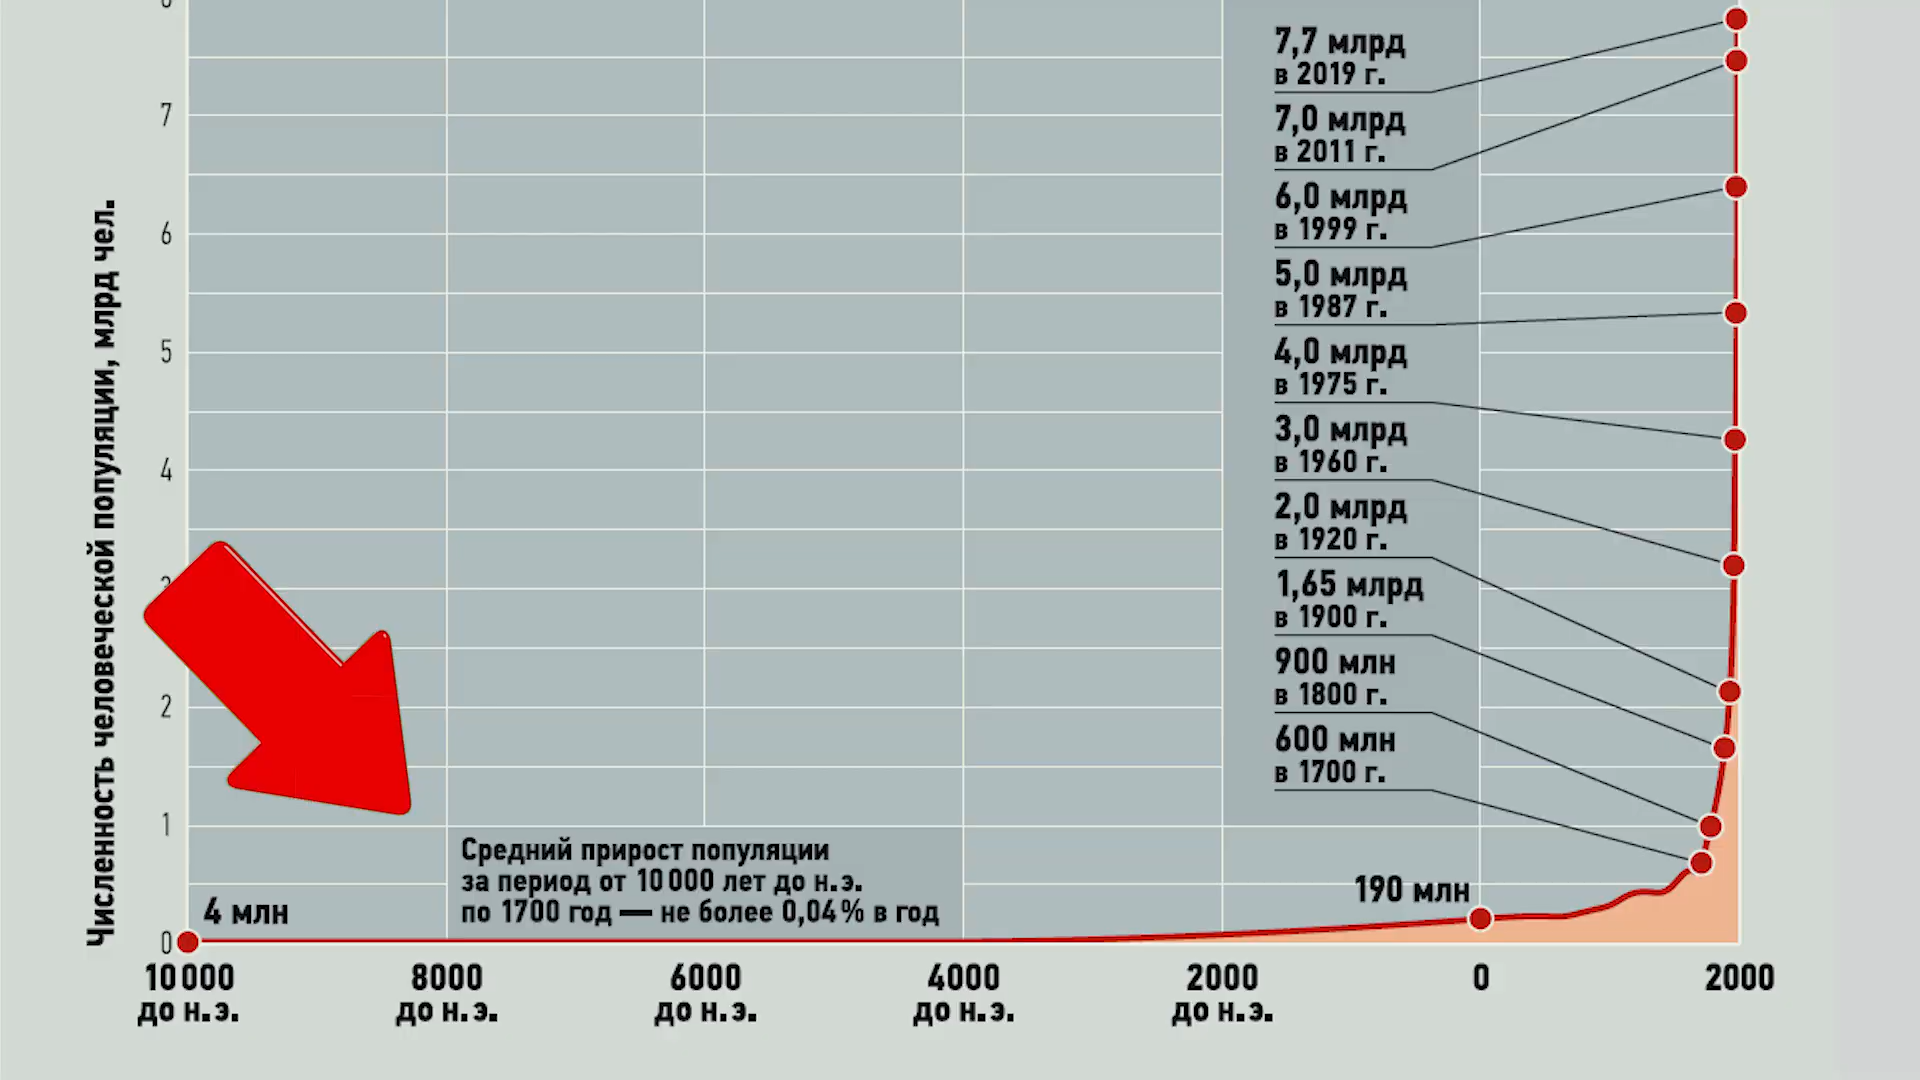 Численность человеческой популяции, млрд чел.
7
6
5
4
2
1
0
7,7 млрд
в 2019 г.
7,0 млрд
в 2011 г.
6,0 млрд
в 1999 г.
5,0 млрд
в 1987 г.
4,0 млрд
в 1975 г.
3,0 млрд
в 1960 г.
2,0 млрд
в 1920 г.
1,65 млрд
в 1900 г.
900 млн
в 1800 г.
600 млн
в 1700 г.
190 млн
Средний прирост популяции
за период от 10 000 лет до н.э.
по 1700 год — не более 0,04% в год
4 млн
10 000 до н.э.
8000 до н.э.
6000 до н.э.
4000 до н.э.
2000 до н.э.
0
2000